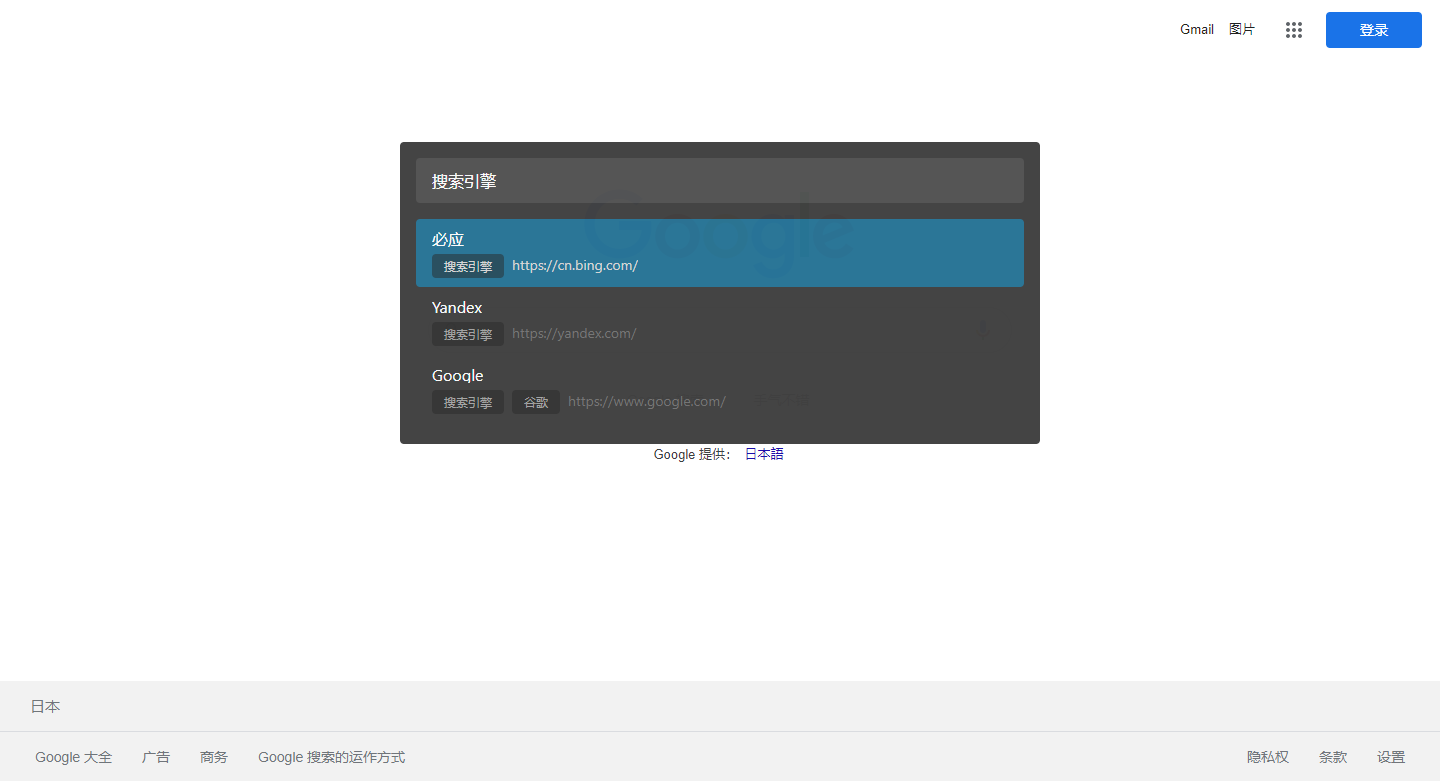 Gmail 图片 登录
搜索引擎
Google
必应
搜索引擎 https://cn.bing.com/
Yandex
搜索引擎 https://yandex.com/
Google
搜索引擎 谷歌 https://www.google.com/
Google 提供： 日本語
日本
Google 大全 广告 商务 Google 搜索的运作方式 隐私权 条款 设置